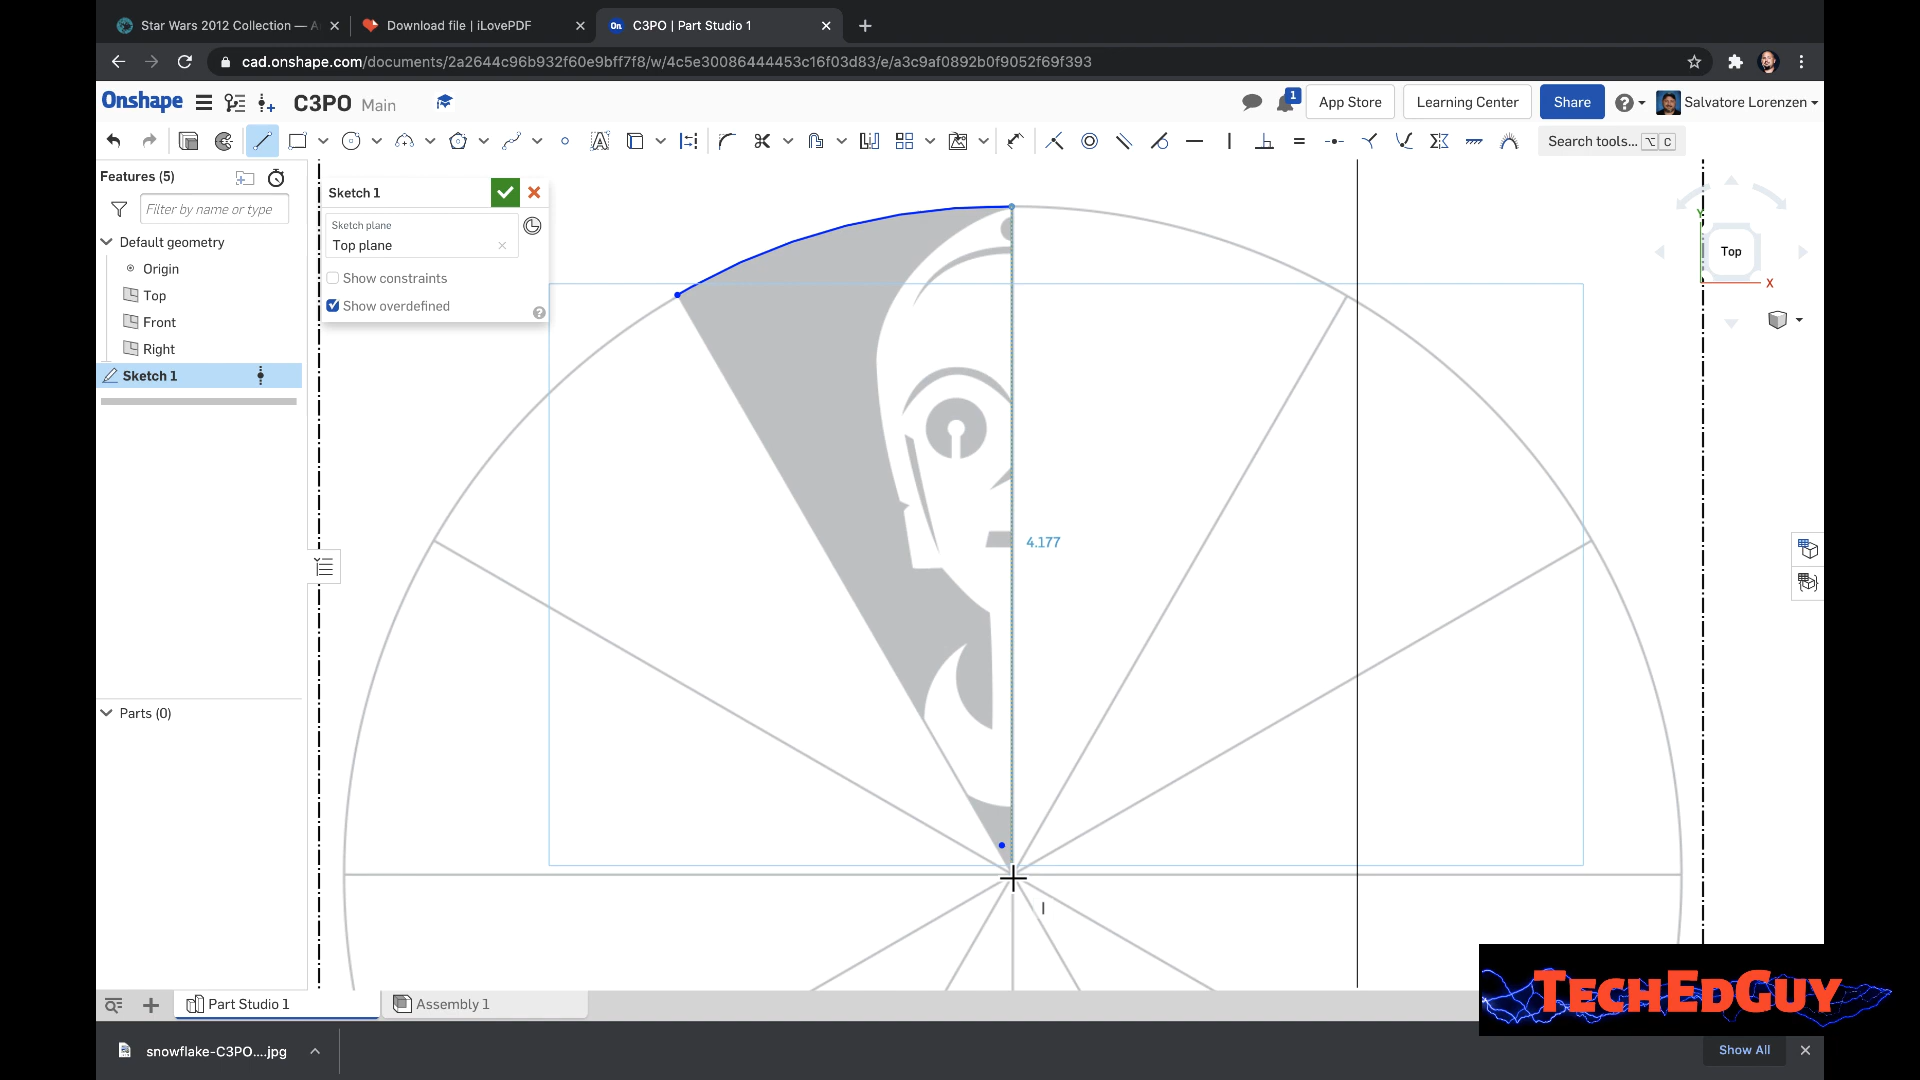 Star Wars 2012 Collection — A
Download file | iLovePDF
On C3PO | Part Studio 1
cad.onshape.com/documents/2a2644c96b932f60e9bff7f8/w/4c5e30086444453c16f03d83/e/a3c9af0892b0f9052f69f393
Onshape C3PO Main
1 App Store Learning Center Share Salvatore Lorenzen
Search tools... ⌥ C
Features (5)
Filter by name or type
Default geometry
Origin
Top
Front
Right
Sketch 1
Parts (0)
Sketch 1
Sketch plane
Top plane
Show constraints
Show overdefined
4.177
Y
Top
X
Part Studio 1
Assembly 1
TechEdGuy
snowflake-C3PO....jpg
Show All